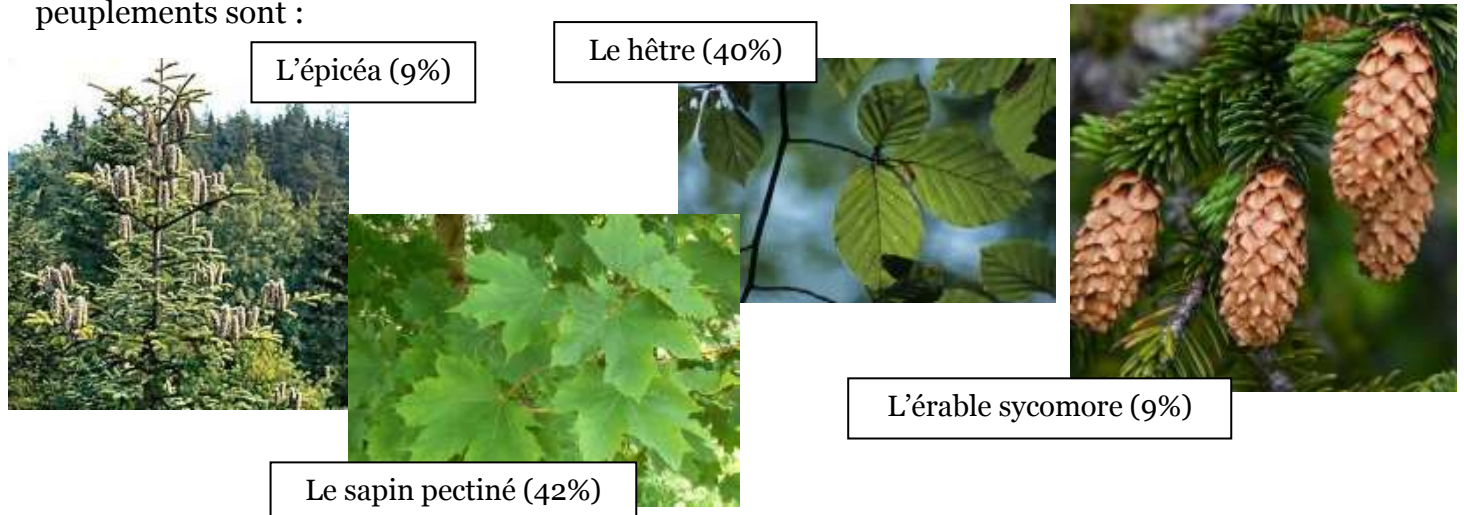 peuplements sont :
L’épicéa (9%)
Le hêtre (40%)
L’érable sycomore (9%)
Le sapin pectiné (42%)